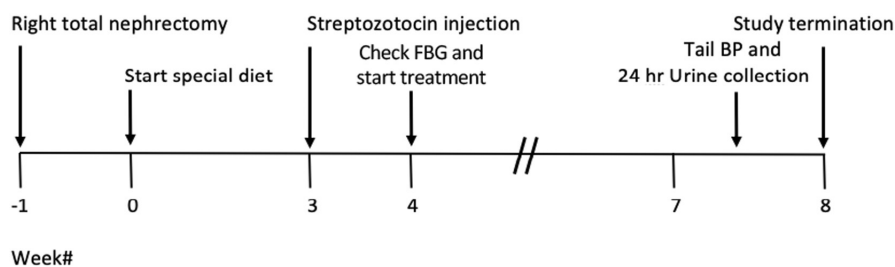 Right total nephrectomy
Streptozotocin injection
Study termination
Check FBG and
start treatment
Tail BP and
24 hr Urine collection
Start special diet
-1
0
3
4
7
8
Week#